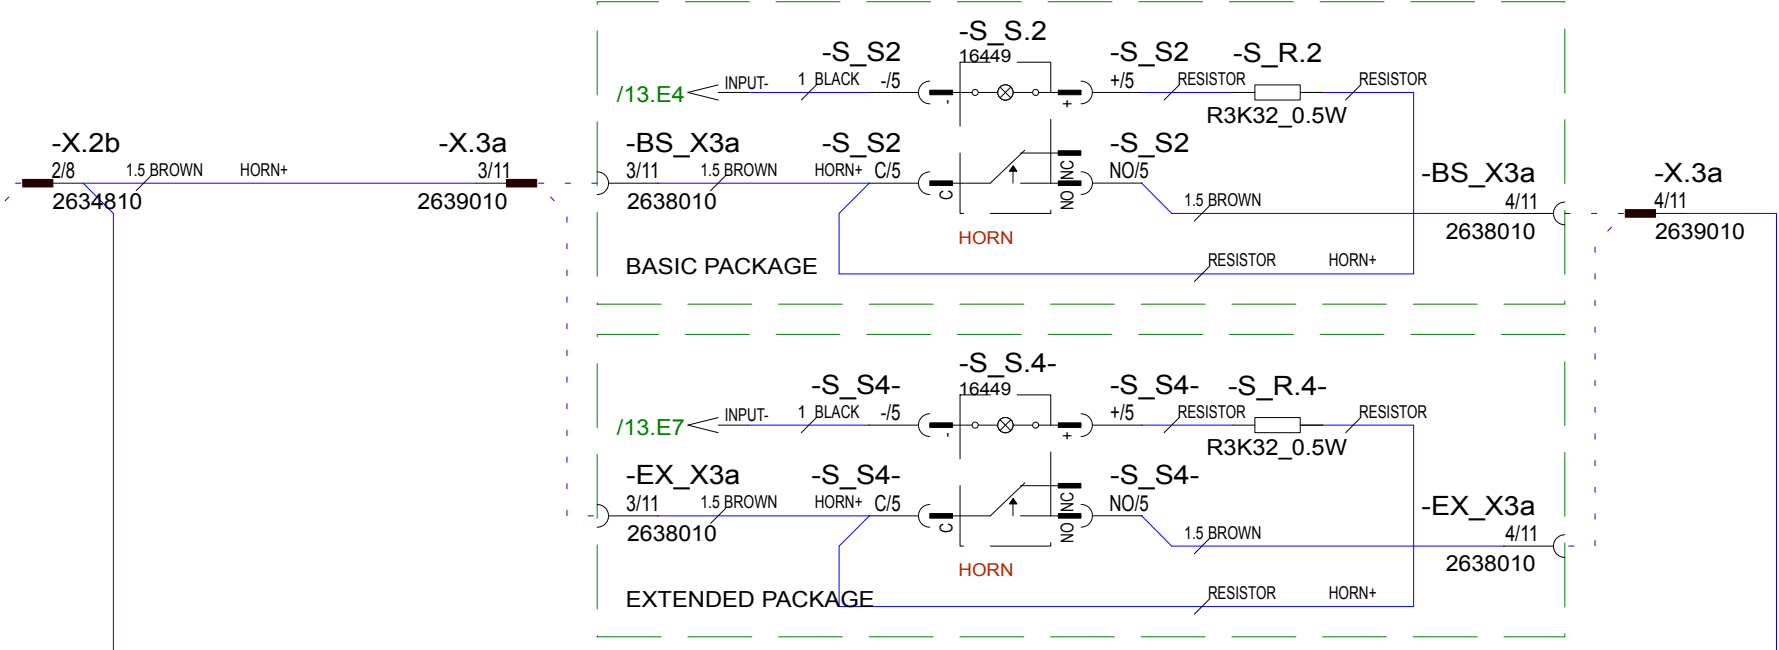 -S_S.2
-S_S2 16449 -S_S2 -S_R.2
/13.E4 INPUT- 1 BLACK -/5 - + +/5 RESISTOR RESISTOR
R3K32_0.5W
-X.2b -X.3a -BS_X3a -S_S2 -S_S2
2/8 1.5 BROWN HORN+ 3/11 3/11 1.5 BROWN HORN+ C/5 C NO NC NO/5 -BS_X3a -X.3a
2634810 2639010 2638010 1.5 BROWN 4/11 4/11
HORN 2638010 2639010
BASIC PACKAGE RESISTOR HORN+
-S_S.4-
-S_S4- 16449 -S_S4- -S_R.4-
/13.E7 INPUT- 1 BLACK -/5 - + +/5 RESISTOR RESISTOR
R3K32_0.5W
-EX_X3a -S_S4- -S_S4-
3/11 1.5 BROWN HORN+ C/5 C NO NC NO/5 -EX_X3a
2638010 1.5 BROWN 4/11
HORN 2638010
EXTENDED PACKAGE RESISTOR HORN+